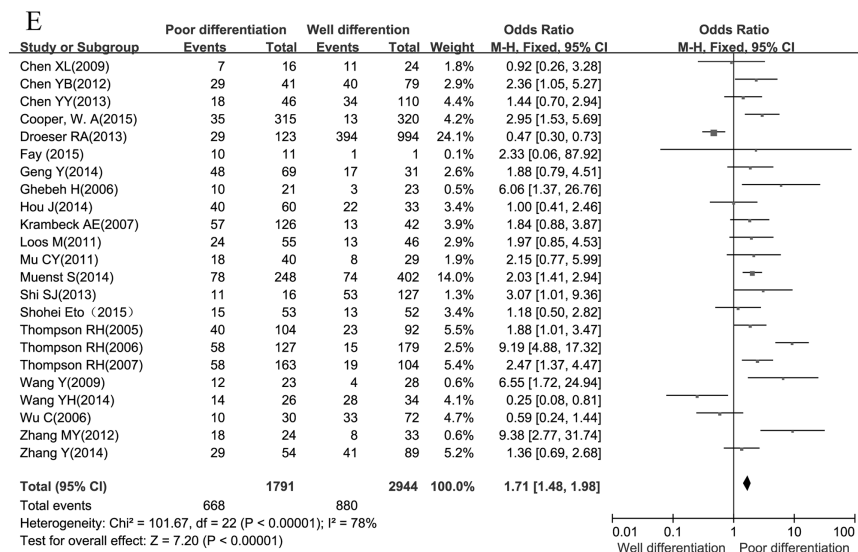 E
Poor differentiation Well differention Odds Ratio Odds Ratio
Study or Subgroup Events Total Events Total Weight M-H, Fixed, 95% CI M-H, Fixed, 95% CI
Chen XL(2009) 7 16 11 24 1.8% 0.92 [0.26, 3.28]
Chen YB(2012) 29 41 40 79 2.9% 2.36 [1.05, 5.27]
Chen YY(2013) 18 46 34 110 4.4% 1.44 [0.70, 2.94]
Cooper, W. A(2015) 35 315 13 320 4.0% 2.95 [1.53, 5.69]
Droeser RA(2013) 29 123 394 994 24.1% 0.47 [0.30, 0.73]
Fay (2015) 10 11 1 1 0.1% 2.33 [0.06, 87.92]
Geng Y(2014) 48 69 17 31 2.5% 1.88 [0.79, 4.51]
Ghebeh H(2006) 10 21 3 23 0.5% 6.06 [1.37, 26.76]
Hou J(2014) 40 60 22 33 3.2% 1.00 [0.41, 2.46]
Krambeck AE(2007) 57 126 13 42 3.7% 1.84 [0.88, 3.87]
Loos M(2011) 24 55 13 46 2.9% 1.97 [0.85, 4.53]
Mu CY(2011) 18 40 8 29 1.8% 2.15 [0.77, 5.99]
Muenst S(2014) 78 248 74 402 14.0% 2.03 [1.41, 2.94]
Shi SJ(2013) 11 16 53 127 1.3% 3.07 [1.01, 9.36]
Shohei Eto（2015） 15 53 13 52 3.3% 1.18 [0.50, 2.82]
Thompson RH(2005) 40 104 23 92 5.5% 1.88 [1.01, 3.47]
Thompson RH(2006) 58 127 15 179 2.5% 9.19 [4.88, 17.32]
Thompson RH(2007) 58 163 19 104 5.3% 2.47 [1.37, 4.47]
Wang Y(2009) 12 23 4 28 0.6% 6.55 [1.72, 24.94]
Wang YH(2014) 14 26 28 34 4.0% 0.25 [0.08, 0.81]
Wu C(2006) 10 30 33 72 4.7% 0.59 [0.24, 1.44]
Zhang MY(2012) 18 24 8 33 0.6% 9.38 [2.77, 31.74]
Zhang Y(2014) 29 54 41 89 5.2% 1.36 [0.69, 2.68]
Total (95% CI) 1791 2944 100.0% 1.71 [1.48, 1.98]
Total events 668 880
Heterogeneity: Chi² = 101.67, df = 22 (P < 0.00001); I² = 78%
Test for overall effect: Z = 7.20 (P < 0.00001)
0.01 0.1 1 10 100
Well differentiation Poor differentiation